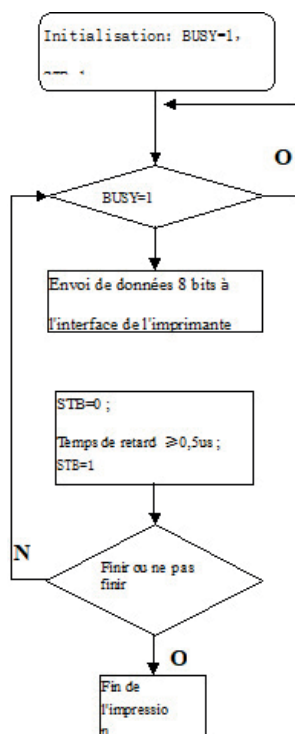 Initialisation: BUSY=1,
O
BUSY=1
Envoi de données 8 bits à
l'interface de l'imprimante
STB=0 ;
Temps de retard ≥0,5us ;
STB=1
N
Finir ou ne pas
finir
O
Fin de
l'impressio
n